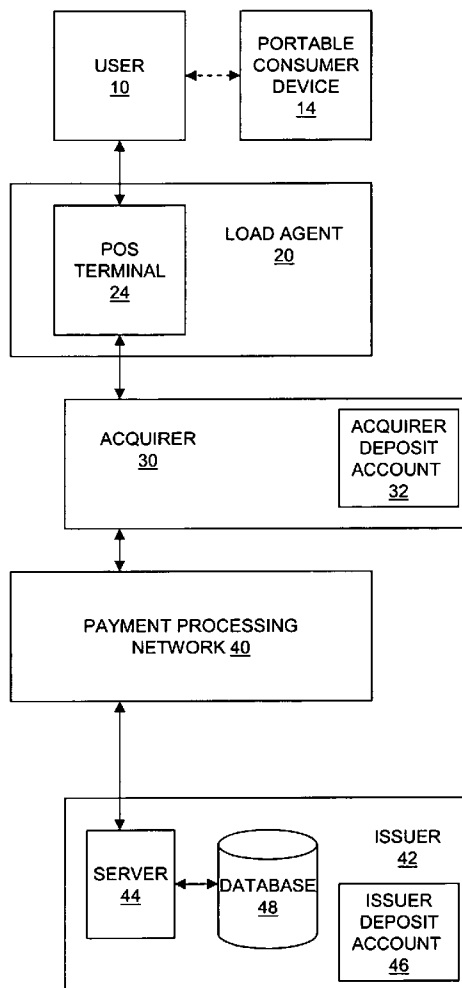 USER
10
PORTABLE
CONSUMER
DEVICE
14
POS
TERMINAL
24
LOAD AGENT
20
ACQUIRER
30
ACQUIRER
DEPOSIT
ACCOUNT
32
PAYMENT PROCESSING
NETWORK 40
SERVER
44
DATABASE
48
ISSUER
42
ISSUER
DEPOSIT
ACCOUNT
46